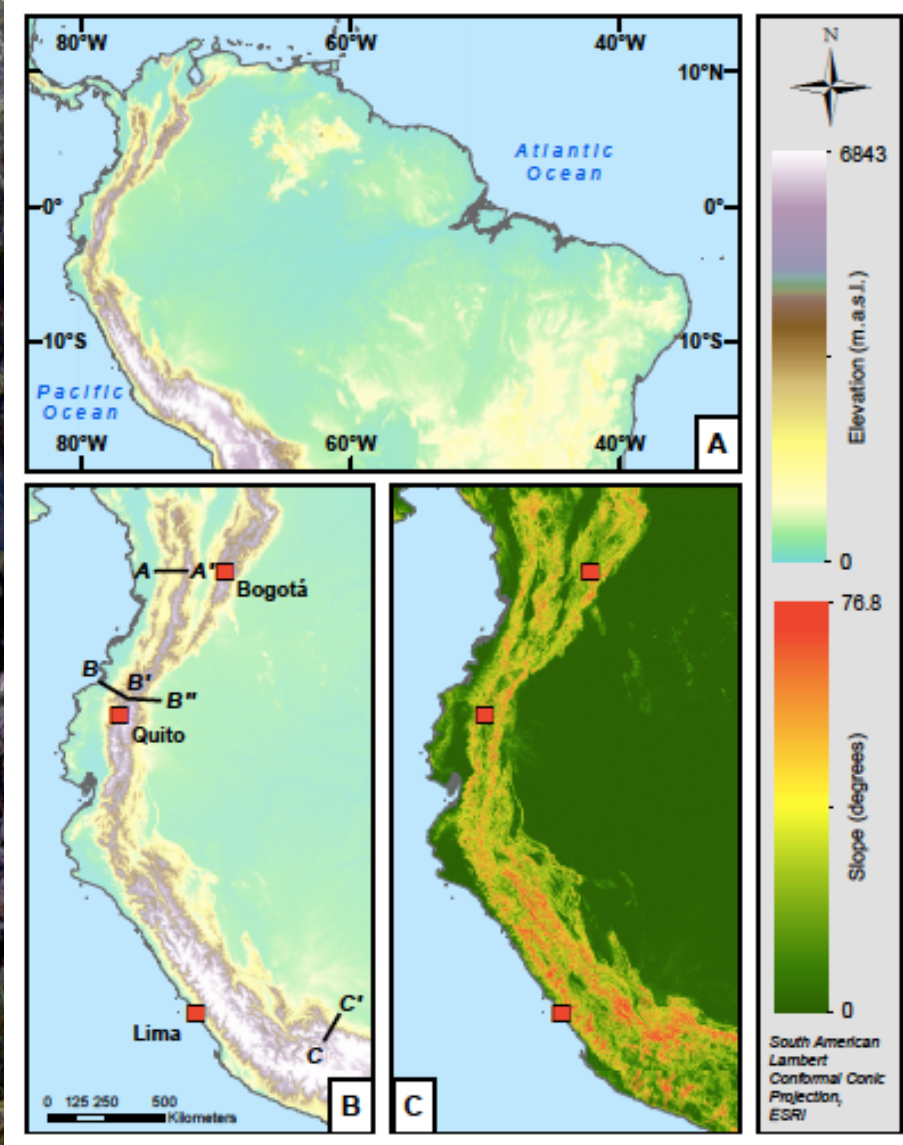 80°W 60°W 40°W
10°N
Atlantic
Ocean
0° 0°
10°S 10°S
Pacific
Ocean
80°W 60°W 40°W
A
A A'
Bogotá
B B' B"
Quito
Lima
C'
C
0 125 250 500
Kilometers
B
C
N
6843
Elevation (m.a.s.l.)
0
76.8
Slope (degrees)
0
South American
Lambert
Conformal Conic
Projection,
ESRI